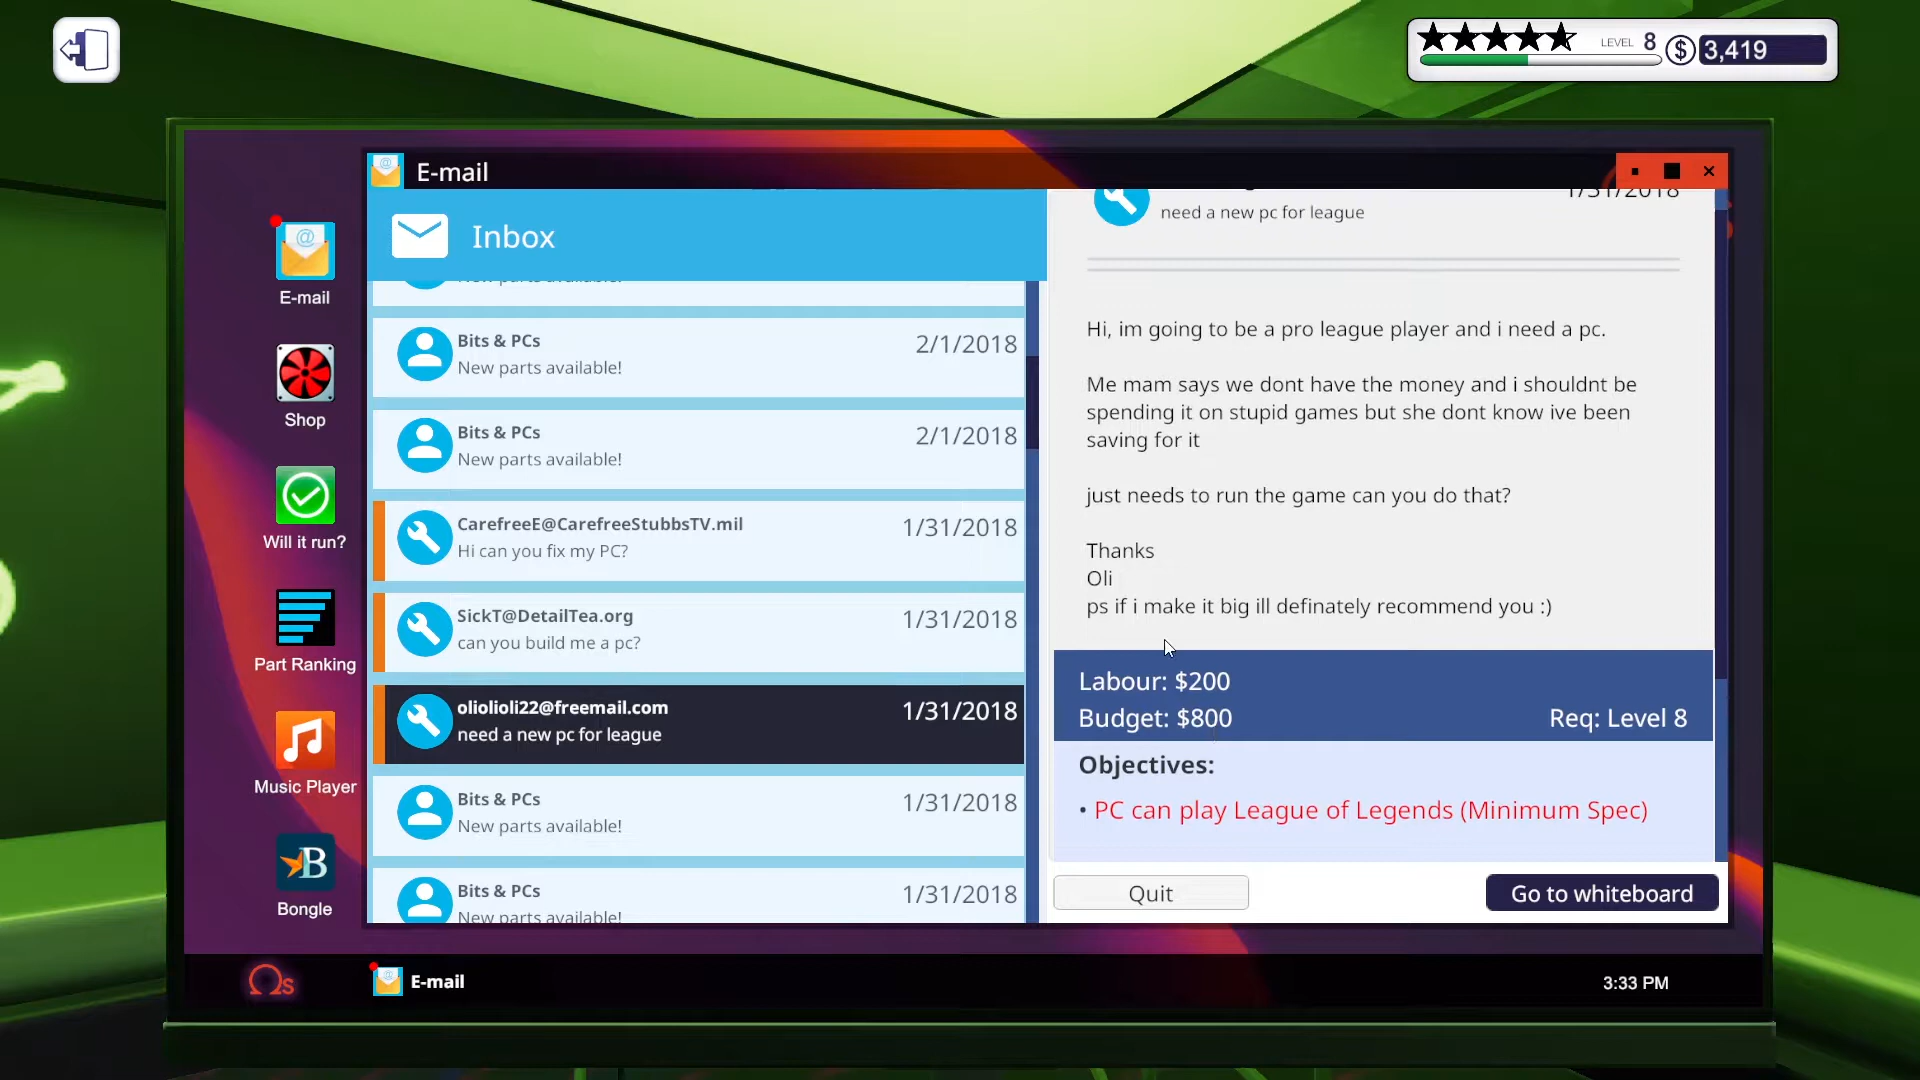 LEVEL 8
$ 3,419
E-mail
Inbox
1/31/2018
need a new pc for league
E-mail
Shop
Will it run?
Part Ranking
Music Player
Bongle
New parts available!
Bits & PCs
2/1/2018
New parts available!
Bits & PCs
2/1/2018
New parts available!
CarefreeE@CarefreeStubbsTV.mil
1/31/2018
Hi can you fix my PC?
SickT@DetailTea.org
1/31/2018
can you build me a pc?
oliolioli22@freemail.com
1/31/2018
need a new pc for league
Bits & PCs
1/31/2018
New parts available!
Bits & PCs
1/31/2018
New parts available!
Hi, im going to be a pro league player and i need a pc.
Me mam says we dont have the money and i shouldnt be
spending it on stupid games but she dont know ive been
saving for it
just needs to run the game can you do that?
Thanks
Oli
ps if i make it big ill definately recommend you :)
Labour: $200
Budget: $800
Req: Level 8
Objectives:
• PC can play League of Legends (Minimum Spec)
Quit
Go to whiteboard
Ωs
E-mail
3:33 PM